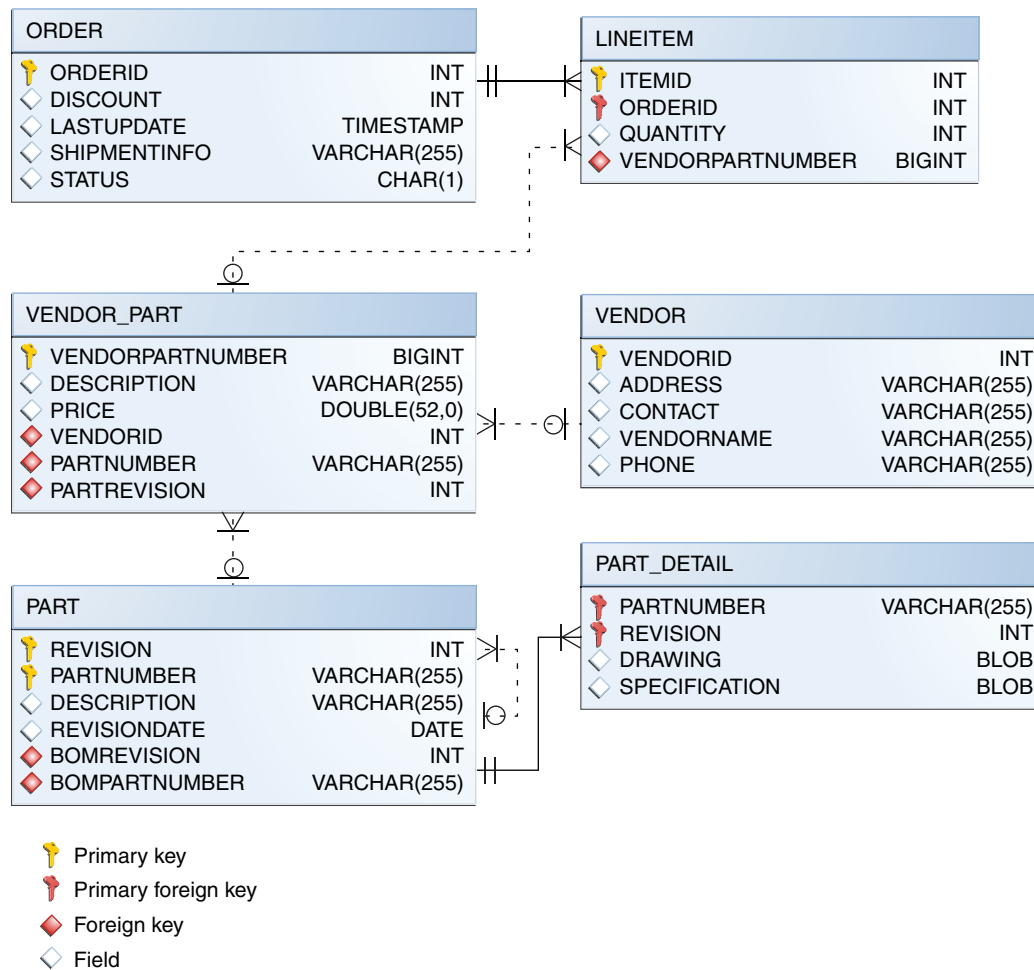 ORDER
ORDERID INT
DISCOUNT INT
LASTUPDATE TIMESTAMP
SHIPMENTINFO VARCHAR(255)
STATUS CHAR(1)
LINEITEM
ITEMID INT
ORDERID INT
QUANTITY INT
VENDORPARTNUMBER BIGINT
VENDOR_PART
VENDORPARTNUMBER BIGINT
DESCRIPTION VARCHAR(255)
PRICE DOUBLE(52,0)
VENDORID INT
PARTNUMBER VARCHAR(255)
PARTREVISION INT
VENDOR
VENDORID INT
ADDRESS VARCHAR(255)
CONTACT VARCHAR(255)
VENDORNAME VARCHAR(255)
PHONE VARCHAR(255)
PART
REVISION INT
PARTNUMBER VARCHAR(255)
DESCRIPTION VARCHAR(255)
REVISIONDATE DATE
BOMREVISION INT
BOMPARTNUMBER VARCHAR(255)
PART_DETAIL
PARTNUMBER VARCHAR(255)
REVISION INT
DRAWING BLOB
SPECIFICATION BLOB
Primary key
Primary foreign key
Foreign key
Field